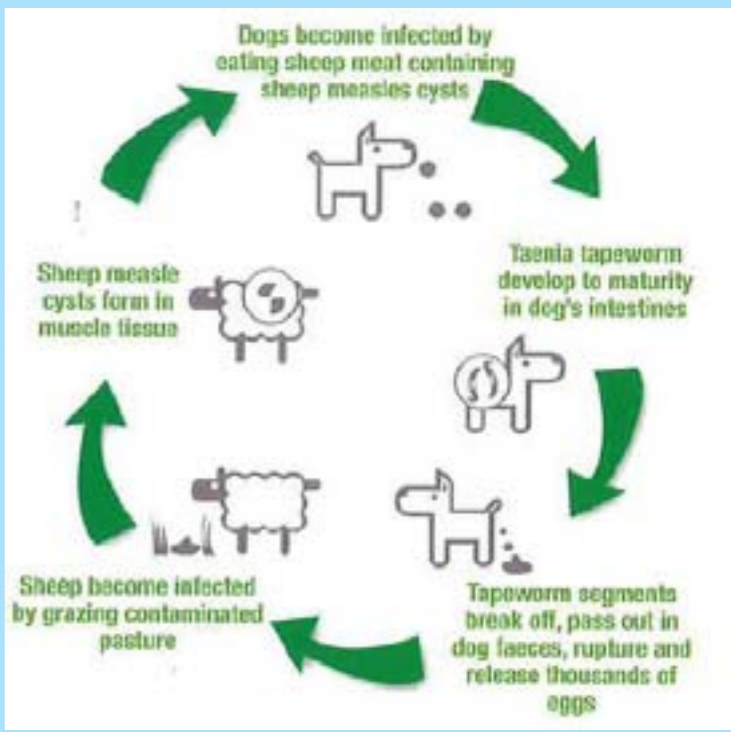 Dogs become infected by
eating sheep meat containing
sheep measles cysts
Taenia tapeworm
develop to maturity
in dog's intestines
Tapeworm segments
break off, pass out in
dog faeces, rupture and
release thousands of
eggs
Sheep become infected
by grazing contaminated
pasture
Sheep measle
cysts form in
muscle tissue